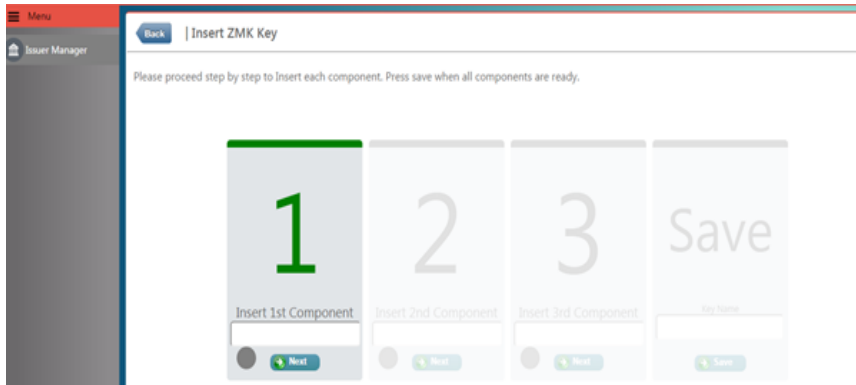 Menu
Back | Insert ZMK Key
Issuer Manager
Please proceed step by step to Insert each component. Press save when all components are ready.
1 2 3 Save
Insert 1st Component Insert 2nd Component Insert 3rd Component Key Name
Next Next Next Save